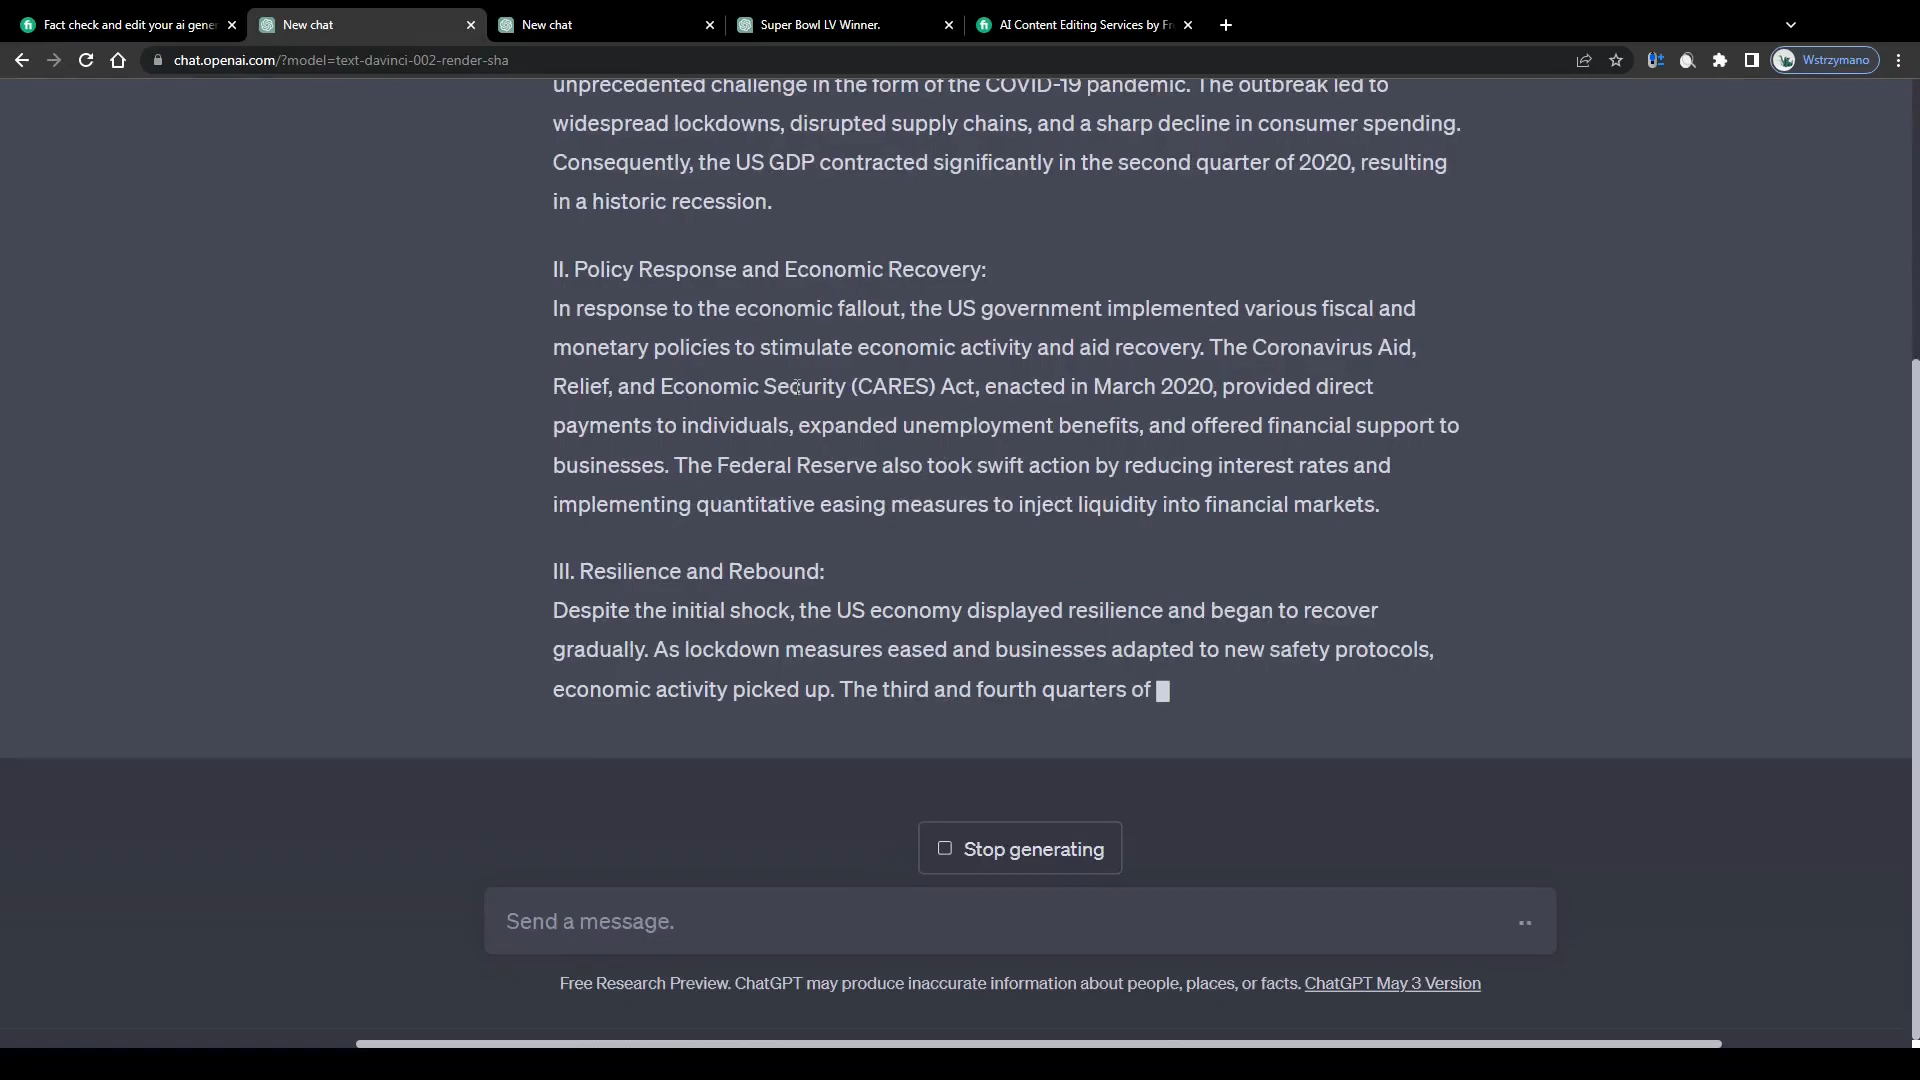 Fact check and edit your ai gener
New chat
New chat
Super Bowl LV Winner.
AI Content Editing Services by Fr
chat.openai.com/?model=text-davinci-002-render-sha
Wstrzymano
unprecedented challenge in the form of the COVID-19 pandemic. The outbreak led to
widespread lockdowns, disrupted supply chains, and a sharp decline in consumer spending.
Consequently, the US GDP contracted significantly in the second quarter of 2020, resulting
in a historic recession.
II. Policy Response and Economic Recovery:
In response to the economic fallout, the US government implemented various fiscal and
monetary policies to stimulate economic activity and aid recovery. The Coronavirus Aid,
Relief, and Economic Security (CARES) Act, enacted in March 2020, provided direct
payments to individuals, expanded unemployment benefits, and offered financial support to
businesses. The Federal Reserve also took swift action by reducing interest rates and
implementing quantitative easing measures to inject liquidity into financial markets.
III. Resilience and Rebound:
Despite the initial shock, the US economy displayed resilience and began to recover
gradually. As lockdown measures eased and businesses adapted to new safety protocols,
economic activity picked up. The third and fourth quarters of
Stop generating
Send a message.
Free Research Preview. ChatGPT may produce inaccurate information about people, places, or facts. ChatGPT May 3 Version